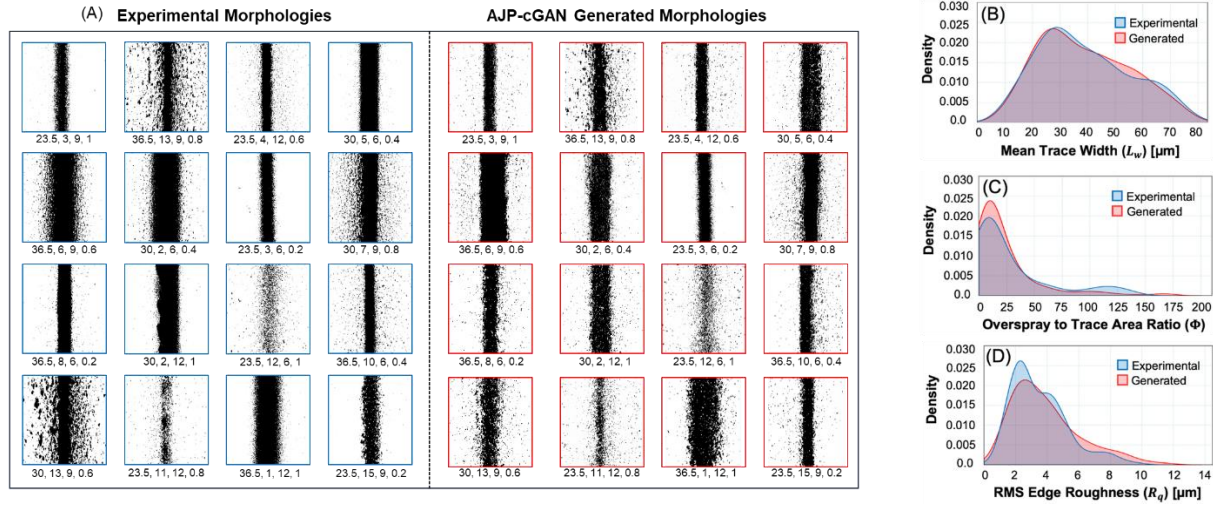 (A) Experimental Morphologies
AJP-cGAN Generated Morphologies
23.5, 3, 9, 1
36.5, 13, 9, 0.8
23.5, 4, 12, 0.6
30, 5, 6, 0.4
23.5, 3, 9, 1
36.5, 13, 9, 0.8
23.5, 4, 12, 0.6
30, 5, 6, 0.4
36.5, 6, 9, 0.6
30, 2, 6, 0.4
23.5, 3, 6, 0.2
30, 7, 9, 0.8
36.5, 6, 9, 0.6
30, 2, 6, 0.4
23.5, 3, 6, 0.2
30, 7, 9, 0.8
36.5, 8, 6, 0.2
30, 2, 12, 1
23.5, 12, 6, 1
36.5, 10, 6, 0.4
36.5, 8, 6, 0.2
30, 2, 12, 1
23.5, 12, 6, 1
36.5, 10, 6, 0.4
30, 13, 9, 0.6
23.5, 11, 12, 0.8
36.5, 1, 12, 1
23.5, 15, 9, 0.2
30, 13, 9, 0.6
23.5, 11, 12, 0.8
36.5, 1, 12, 1
23.5, 15, 9, 0.2
(B)
Experimental
Generated
Density
0.030
0.025
0.020
0.015
0.010
0.005
0.0
0 10 20 30 40 50 60 70 80
Mean Trace Width (L_w) [µm]
(C)
Experimental
Generated
Density
0.030
0.025
0.020
0.015
0.010
0.005
0.0
0 25 50 75 100 125 150 175 200
Overspray to Trace Area Ratio (Φ)
(D)
Experimental
Generated
Density
0.030
0.025
0.020
0.015
0.010
0.005
0.0
0 2 4 6 8 10 12 14
RMS Edge Roughness (R_q) [µm]